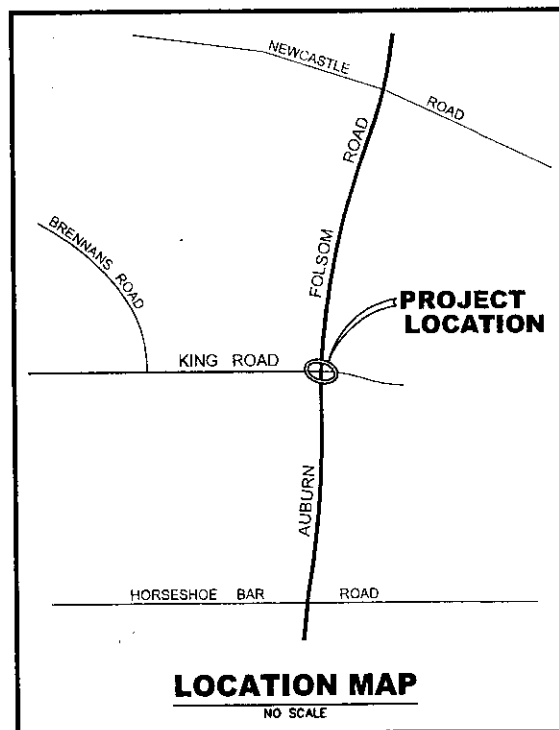 NEWCASTLE ROAD
FOLSOM ROAD
BRENNANS ROAD
PROJECT
LOCATION
KING ROAD
AUBURN
HORSESHOE BAR ROAD
LOCATION MAP
NO SCALE